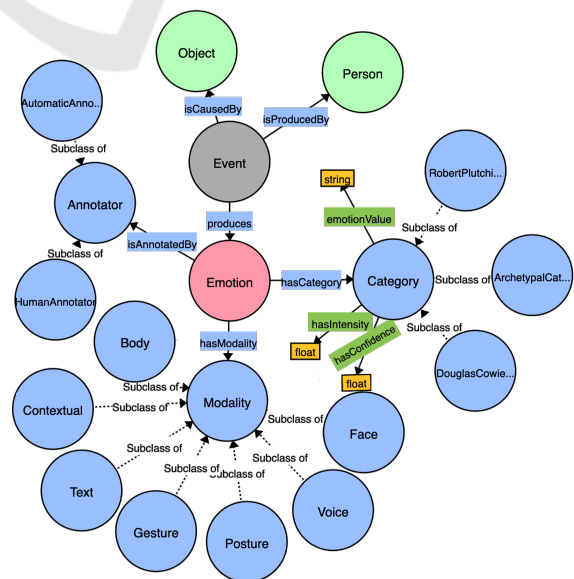 Object
Person
AutomaticAnno...
isCausedBy
isProducedBy
Subclass of
Event
RobertPlutchi...
string
Annotator
emotionValue
produces
Subclass of
isAnnotatedBy
Subclass of
Emotion
hasCategory
Category
Subclass of
ArchetypalCat...
HumanAnnotator
hasIntensity
Subclass of
Body
hasModality
hasConfidence
float
float
DouglasCowie...
Subclass of
Contextual
Subclass of
Modality
Subclass of
Face
Subclass of
Subclass of
Subclass of
Subclass of
Text
Voice
Gesture
Posture